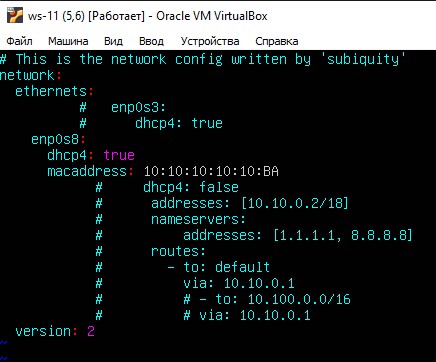 ws-11 (5,6) [Работает] - Oracle VM VirtualBox
Файл Машина Вид Ввод Устройства Справка
# This is the network config written by 'subiquity'
network:
  ethernets:
          #   enp0s3:
          #      dhcp4: true
    enp0s8:
      dhcp4: true
      macaddress: 10:10:10:10:10:BA
            #     dhcp4: false
            #      addresses: [10.10.0.2/18]
            #      nameservers:
            #          addresses: [1.1.1.1, 8.8.8.8]
            #      routes:
            #        - to: default
            #          via: 10.10.0.1
            #          # - to: 10.100.0.0/16
            #          # via: 10.10.0.1
  version: 2
~
~